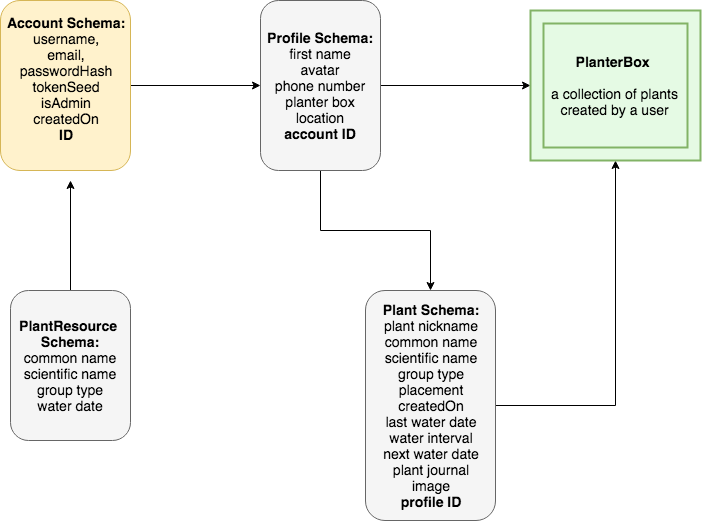 Account Schema:
username,
email,
passwordHash
tokenSeed
isAdmin
createdOn
ID
Profile Schema:
first name
avatar
phone number
planter box
location
account ID
PlanterBox
a collection of plants
created by a user
PlantResource
Schema:
common name
scientific name
group type
water date
Plant Schema:
plant nickname
common name
scientific name
group type
placement
createdOn
last water date
water interval
next water date
plant journal
image
profile ID